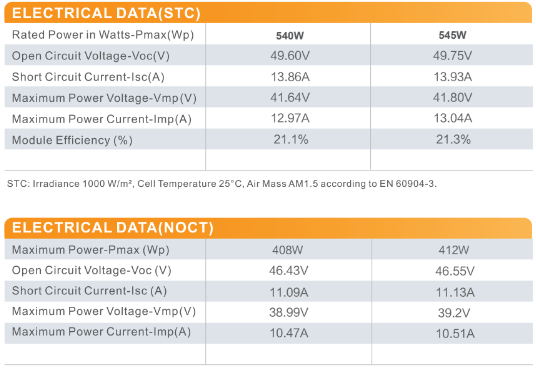 ELECTRICAL DATA(STC)
Rated Power in Watts-Pmax(Wp) 540W 545W
Open Circuit Voltage-Voc(V) 49.60V 49.75V
Short Circuit Current-Isc(A) 13.86A 13.93A
Maximum Power Voltage-Vmp(V) 41.64V 41.80V
Maximum Power Current-Imp(A) 12.97A 13.04A
Module Efficiency (%) 21.1% 21.3%
STC: Irradiance 1000 W/m², Cell Temperature 25°C, Air Mass AM1.5 according to EN 60904-3.
ELECTRICAL DATA(NOCT)
Maximum Power-Pmax (Wp) 408W 412W
Open Circuit Voltage-Voc (V) 46.43V 46.55V
Short Circuit Current-Isc (A) 11.09A 11.13A
Maximum Power Voltage-Vmp(V) 38.99V 39.2V
Maximum Power Current-Imp(A) 10.47A 10.51A